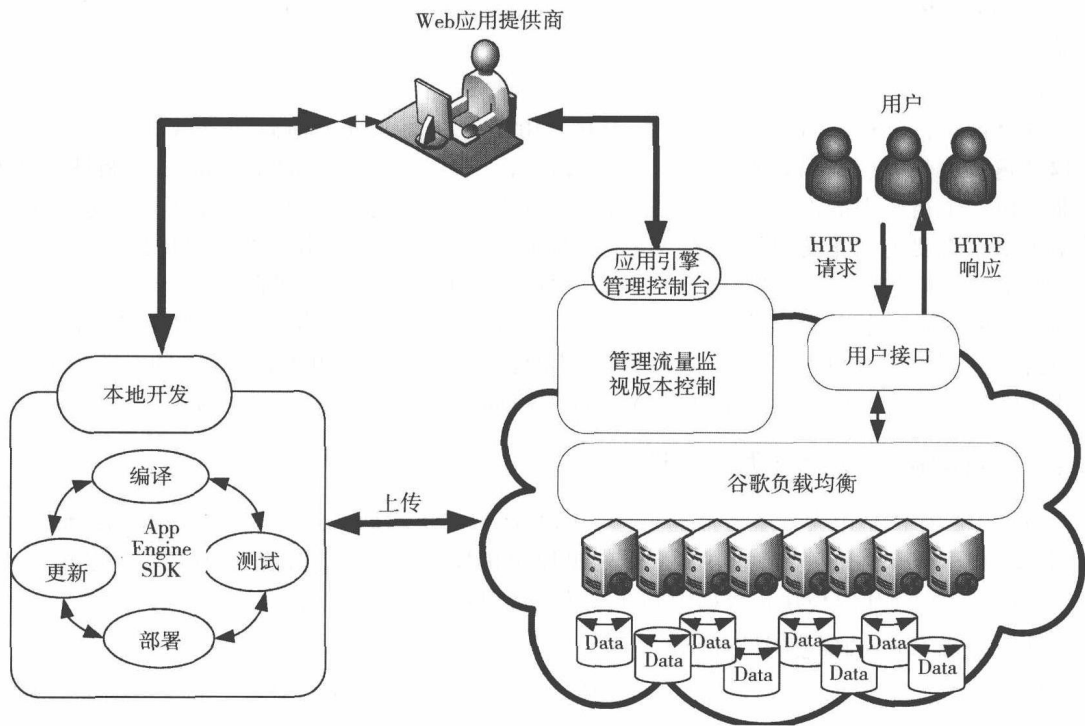 Web应用提供商
用户
HTTP
请求
HTTP
响应
应用引擎
管理控制台
用户接口
管理流量监
视版本控制
本地开发
编译
App
Engine
SDK
更新
测试
部署
上传
谷歌负载均衡
Data
Data
Data
Data
Data
Data
Data
Data